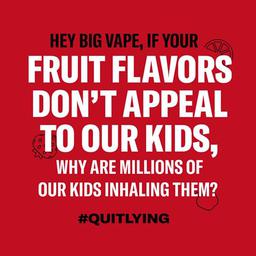 HEY BIG VAPE, IF YOUR
FRUIT FLAVORS
DON'T APPEAL
TO OUR KIDS,
WHY ARE MILLIONS OF
OUR KIDS INHALING THEM?
#QUITLYING